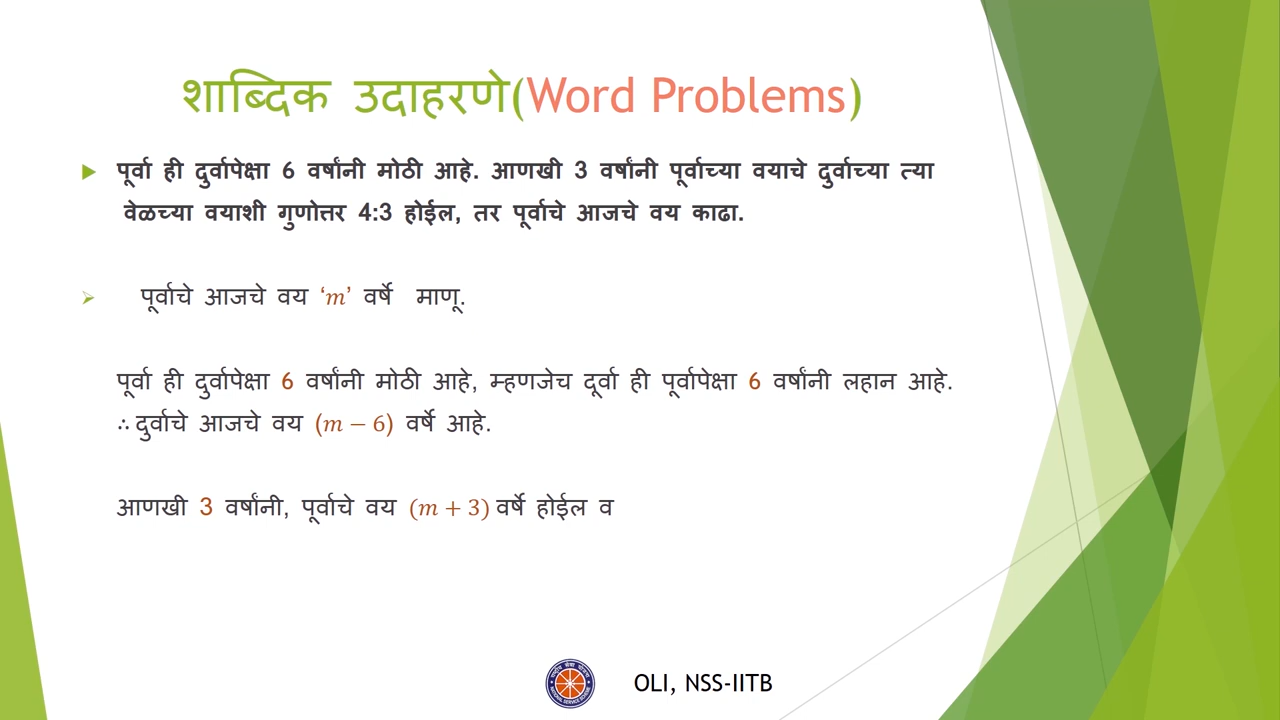 शाब्दिक उदाहरणे(Word Problems)
पूर्वा ही दुर्वापेक्षा 6 वर्षांनी मोठी आहे. आणखी 3 वर्षांनी पूर्वाच्या वयाचे दुर्वाच्या त्या
वेळच्या वयाशी गुणोत्तर 4:3 होईल, तर पूर्वाचे आजचे वय काढा.
पूर्वाचे आजचे वय ‘m’ वर्षे माणू.
पूर्वा ही दुर्वापेक्षा 6 वर्षांनी मोठी आहे, म्हणजेच दूर्वा ही पूर्वापेक्षा 6 वर्षांनी लहान आहे.
∴ दुर्वाचे आजचे वय (m − 6) वर्षे आहे.
आणखी 3 वर्षांनी, पूर्वाचे वय (m + 3) वर्षे होईल व
OLI, NSS-IITB